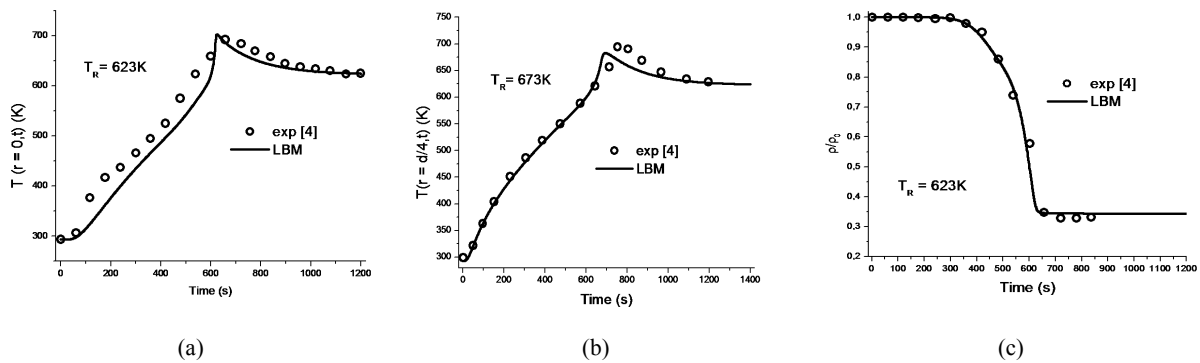 T (r = 0,t) (K)
700
600
500
400
300
0
200
400
600
800
1000
1200
Time (s)
T_R = 623K
exp [4]
LBM
(a)
T(r = d/4,t) (K)
700
650
600
550
500
450
400
350
300
0
200
400
600
800
1000
1200
1400
Time (s)
T_R = 673K
exp [4]
LBM
(b)
ρ/ρ₀
1,0
0,9
0,8
0,7
0,6
0,5
0,4
0,3
0,2
0
100
200
300
400
500
600
700
800
900
1000
1100
1200
Time (s)
exp [4]
LBM
T_R = 623K
(c)